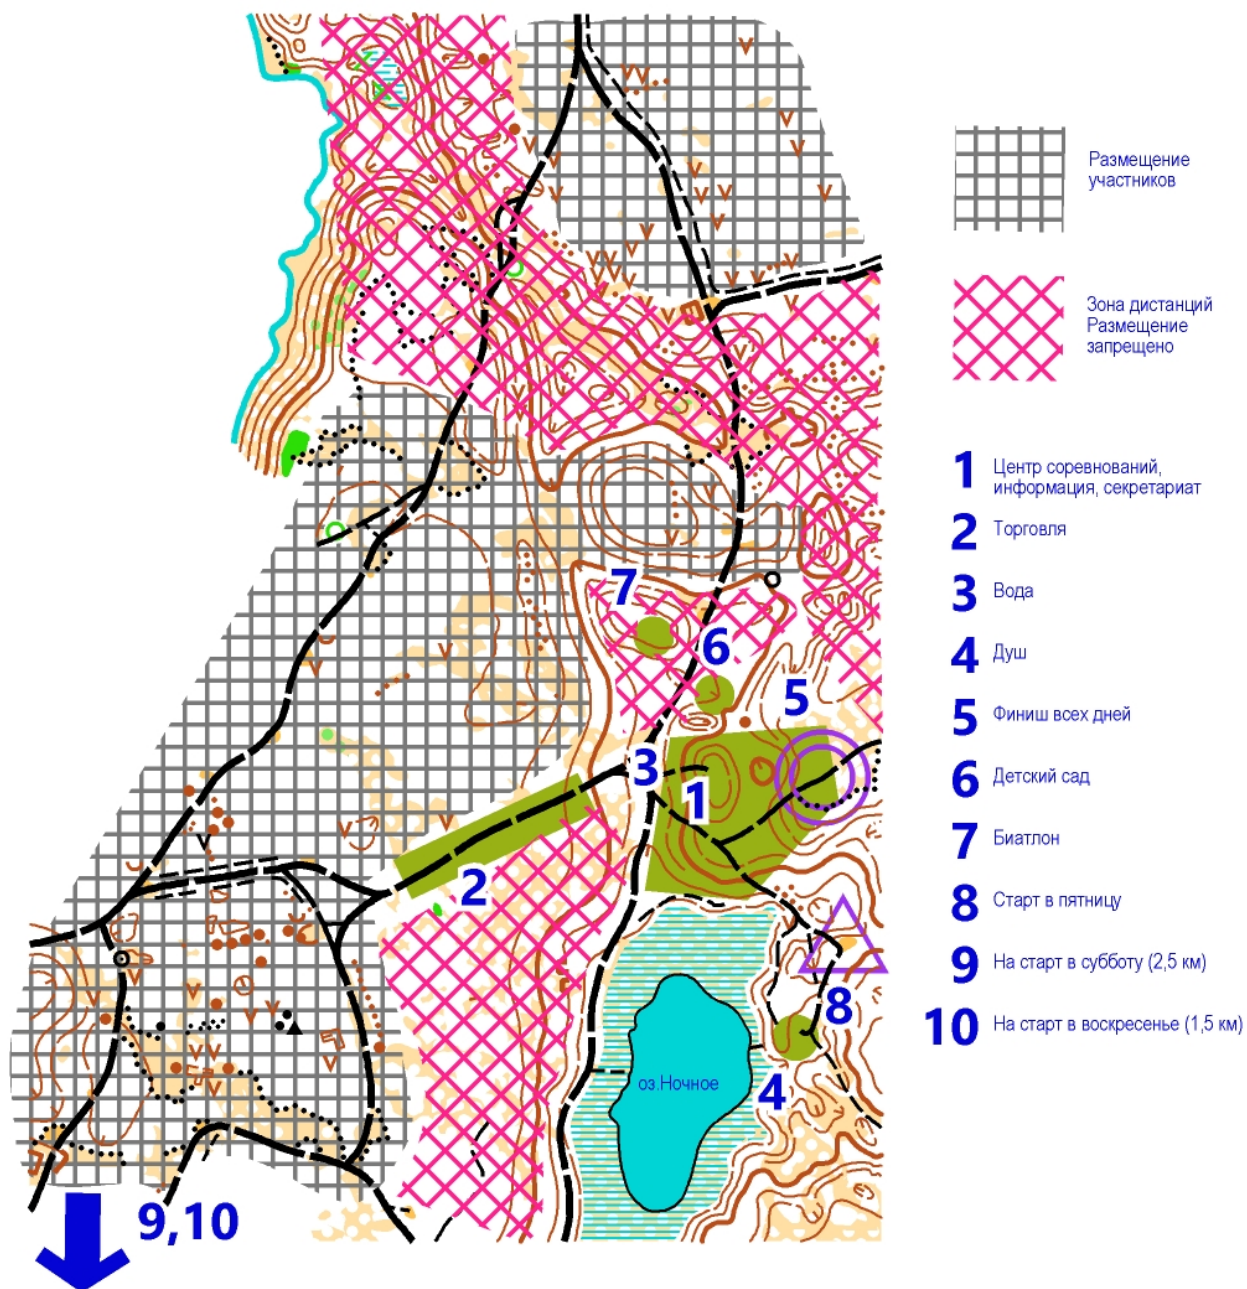 Размещение
участников
Зона дистанций
Размещение
запрещено
1 Центр соревнований,
информация, секретариат
2 Торговля
3 Вода
4 Душ
5 Финиш всех дней
6 Детский сад
7 Биатлон
8 Старт в пятницу
9 На старт в субботу (2,5 км)
10 На старт в воскресенье (1,5 км)
7
6
5
3
1
2
8
4
оз.Ночное
9,10